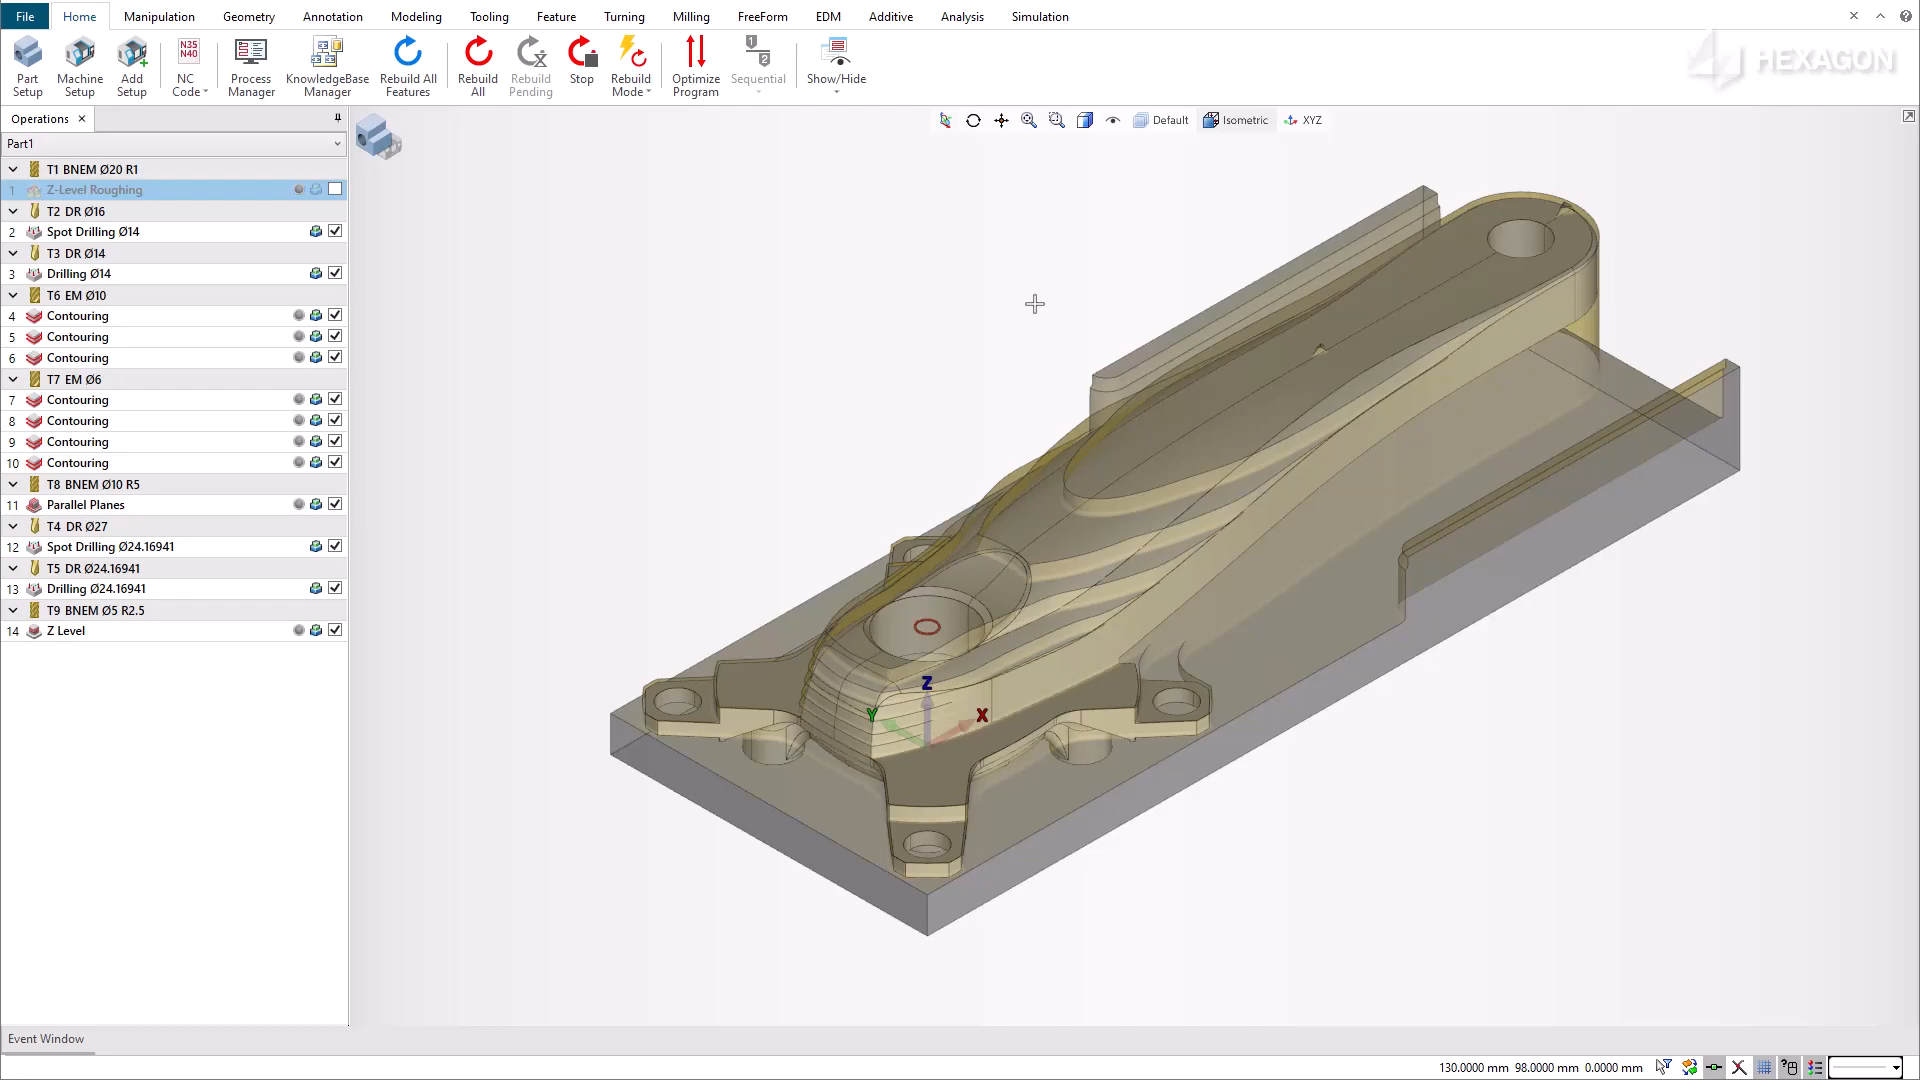 File Home Manipulation Geometry Annotation Modeling Tooling Feature Turning Milling FreeForm EDM Additive Analysis Simulation
Part Setup
Machine Setup
Add Setup
N35 N40
NC Code
Process Manager
KnowledgeBase Manager
Rebuild All Features
Rebuild All
Rebuild Pending
Stop
Rebuild Mode
Optimize Program
1 2
Sequential
Show/Hide
HEXAGON
Operations
Default Isometric XYZ
Part1
T1 BNEM Ø20 R1
1 Z-Level Roughing
T2 DR Ø16
2 Spot Drilling Ø14
T3 DR Ø14
3 Drilling Ø14
T6 EM Ø10
4 Contouring
5 Contouring
6 Contouring
T7 EM Ø6
7 Contouring
8 Contouring
9 Contouring
10 Contouring
T8 BNEM Ø10 R5
11 Parallel Planes
T4 DR Ø27
12 Spot Drilling Ø24.16941
T5 DR Ø24.16941
13 Drilling Ø24.16941
T9 BNEM Ø5 R2.5
14 Z Level
Z
Y X
Event Window
130.0000 mm 98.0000 mm 0.0000 mm